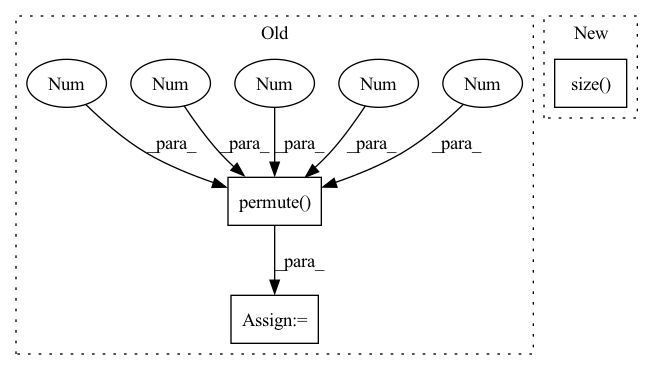 Old
New
Num
Num
Num
Num
Num
size()
_para_
_para_
_para_
_para_
_para_
permute()
_para_
Assign:=